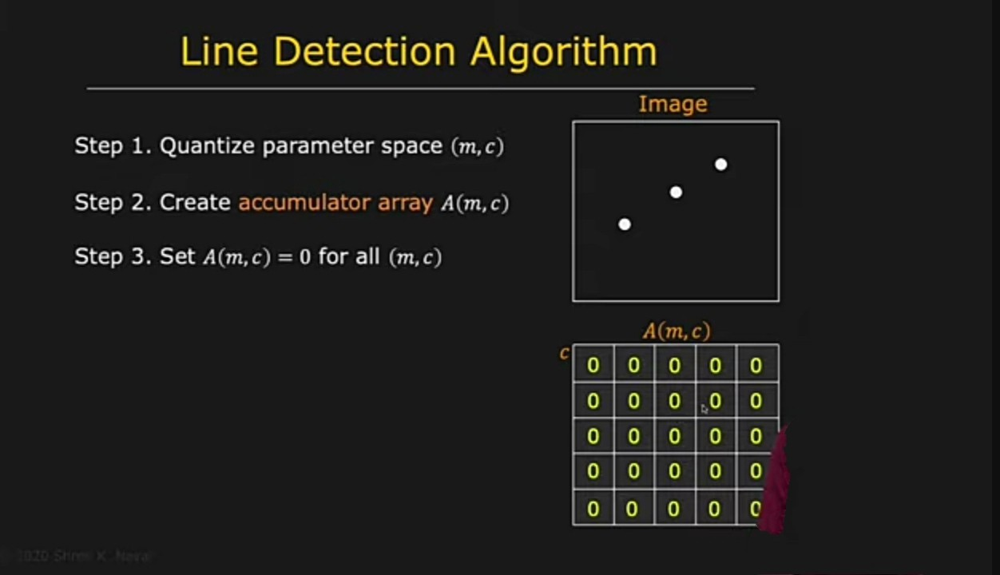 Line Detection Algorithm
Image
Step 1. Quantize parameter space (m, c)
Step 2. Create accumulator array A(m, c)
Step 3. Set A(m, c) = 0 for all (m, c)
A(m, c)
c
0 0 0 0 0
0 0 0 0 0
0 0 0 0 0
0 0 0 0 0
0 0 0 0 0
2020 K.